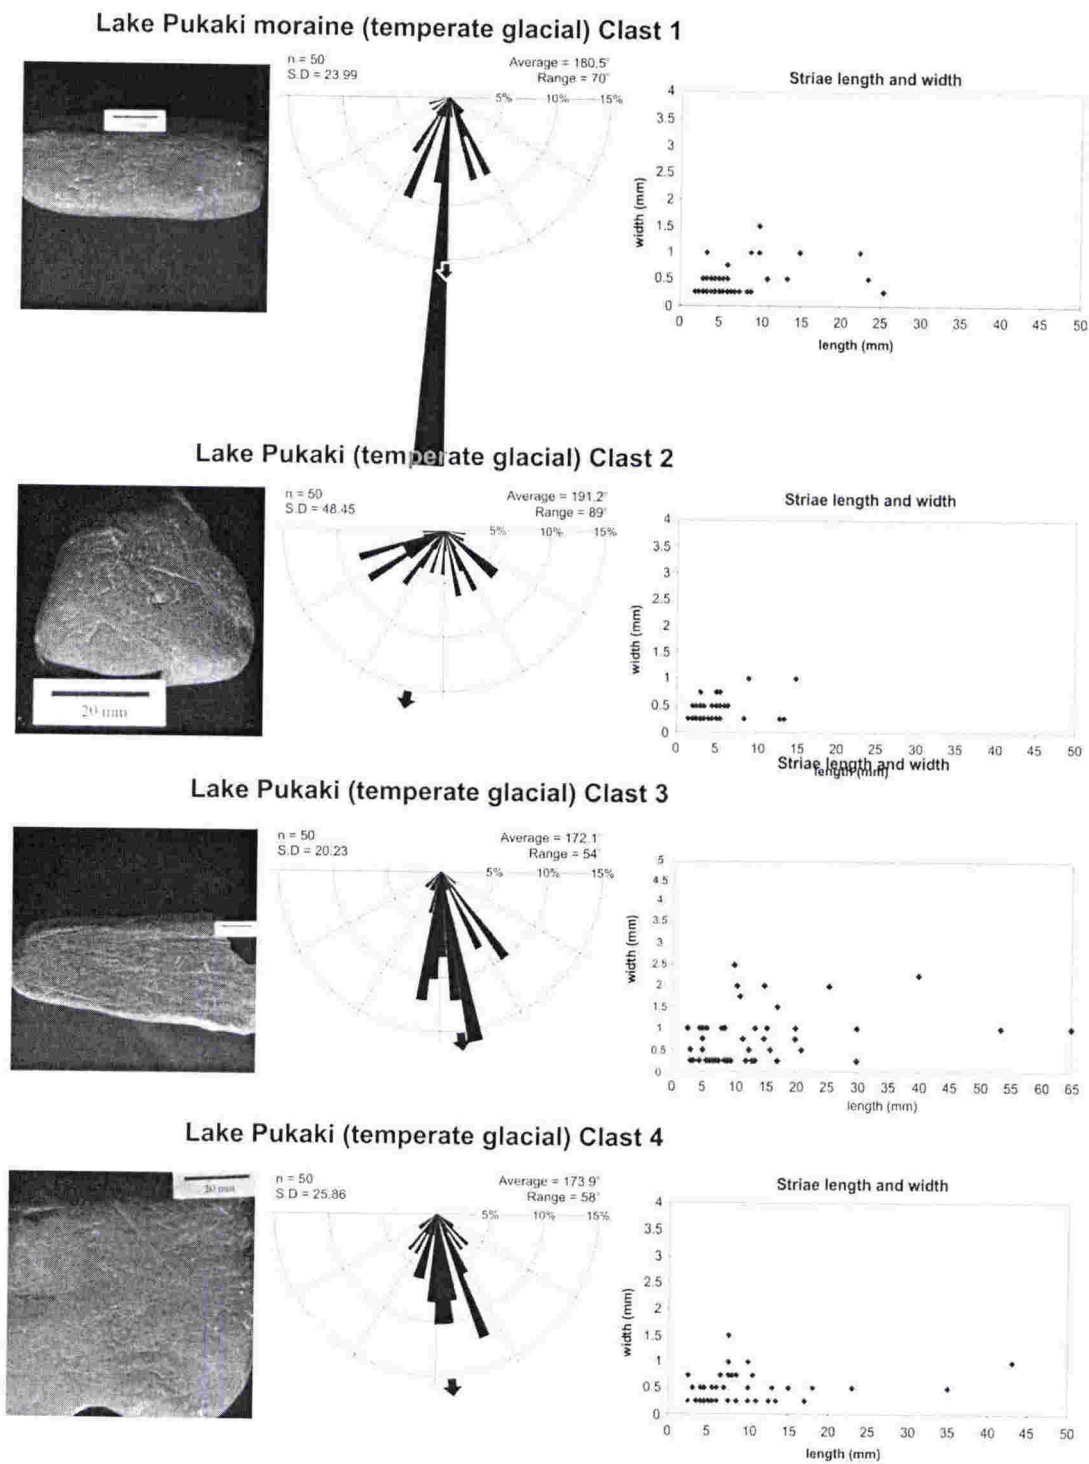 Lake Pukaki moraine (temperate glacial) Clast 1
n = 50
S.D = 23.99
Average = 180.5°
Range = 70°
5% 10% 15%
Striae length and width
width (mm)
4
3.5
3
2.5
2
1.5
1
0.5
0
0 5 10 15 20 25 30 35 40 45 50
length (mm)
Lake Pukaki (temperate glacial) Clast 2
20 mm
n = 50
S.D = 48.45
Average = 191.2°
Range = 89°
5% 10% 15%
Striae length and width
width (mm)
4
3.5
3
2.5
2
1.5
1
0.5
0
0 5 10 15 20 25 30 35 40 45 50
length (mm)
Striae length and width
Lake Pukaki (temperate glacial) Clast 3
n = 50
S.D = 20.23
Average = 172.1°
Range = 54°
5% 10% 15%
width (mm)
5
4.5
4
3.5
3
2.5
2
1.5
1
0.5
0
0 5 10 15 20 25 30 35 40 45 50 55 60 65
length (mm)
Lake Pukaki (temperate glacial) Clast 4
20 mm
n = 50
S.D = 25.86
Average = 173.9°
Range = 58°
5% 10% 15%
Striae length and width
width (mm)
4
3.5
3
2.5
2
1.5
1
0.5
0
0 5 10 15 20 25 30 35 40 45 50
length (mm)